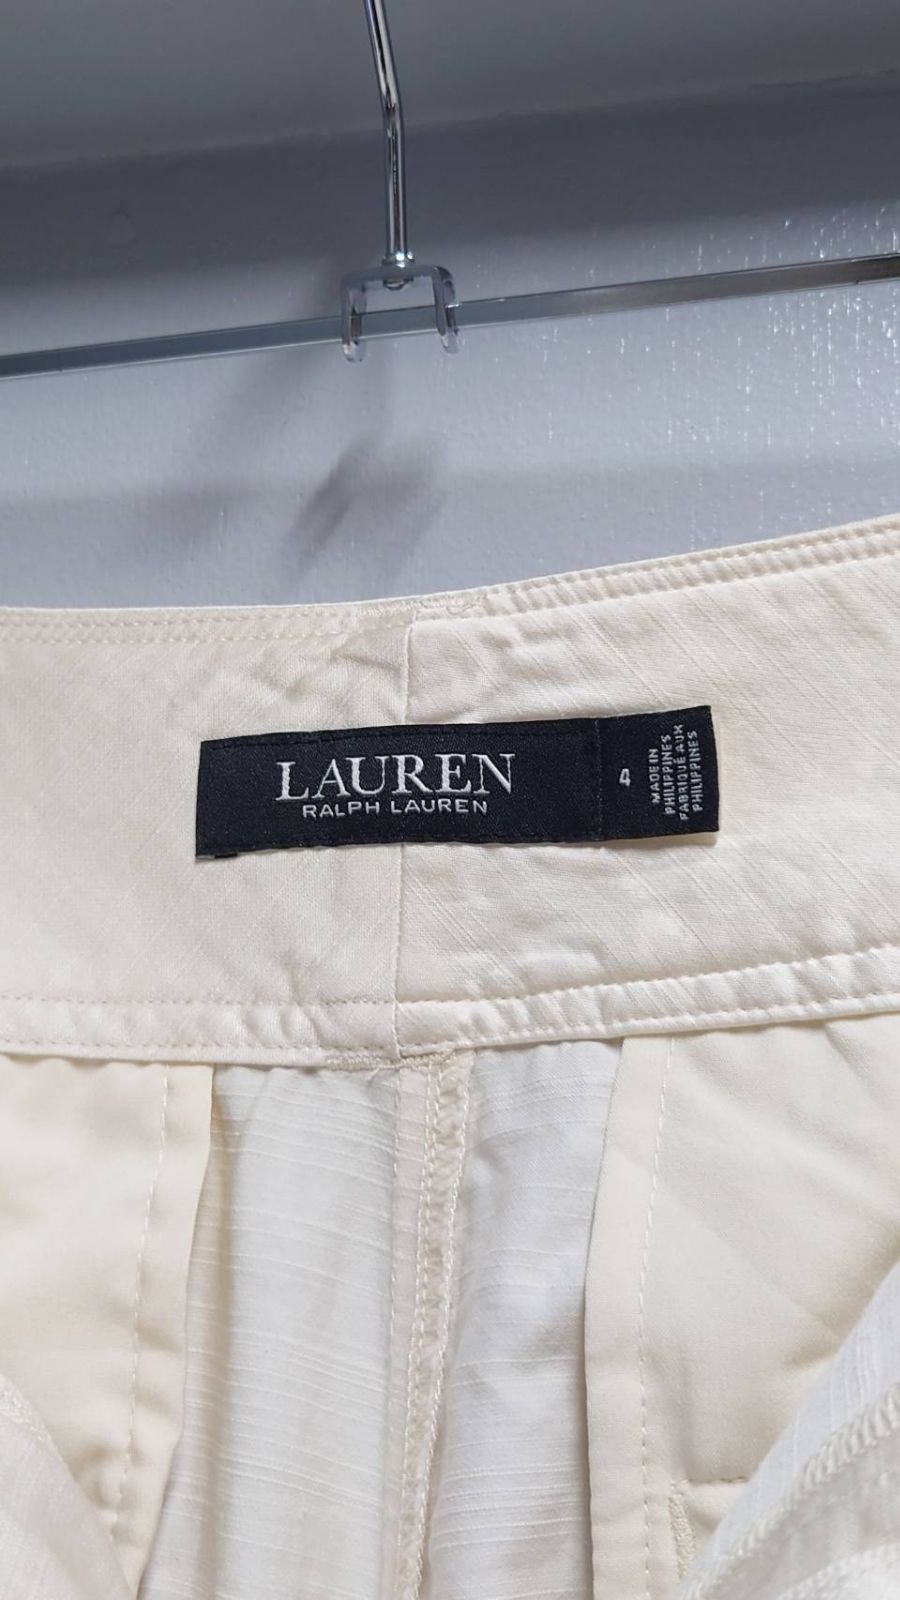 LAUREN
RALPH LAUREN
4
MADE IN
PHILIPPINES
FABRIQUÉ AUX
PHILIPPINES